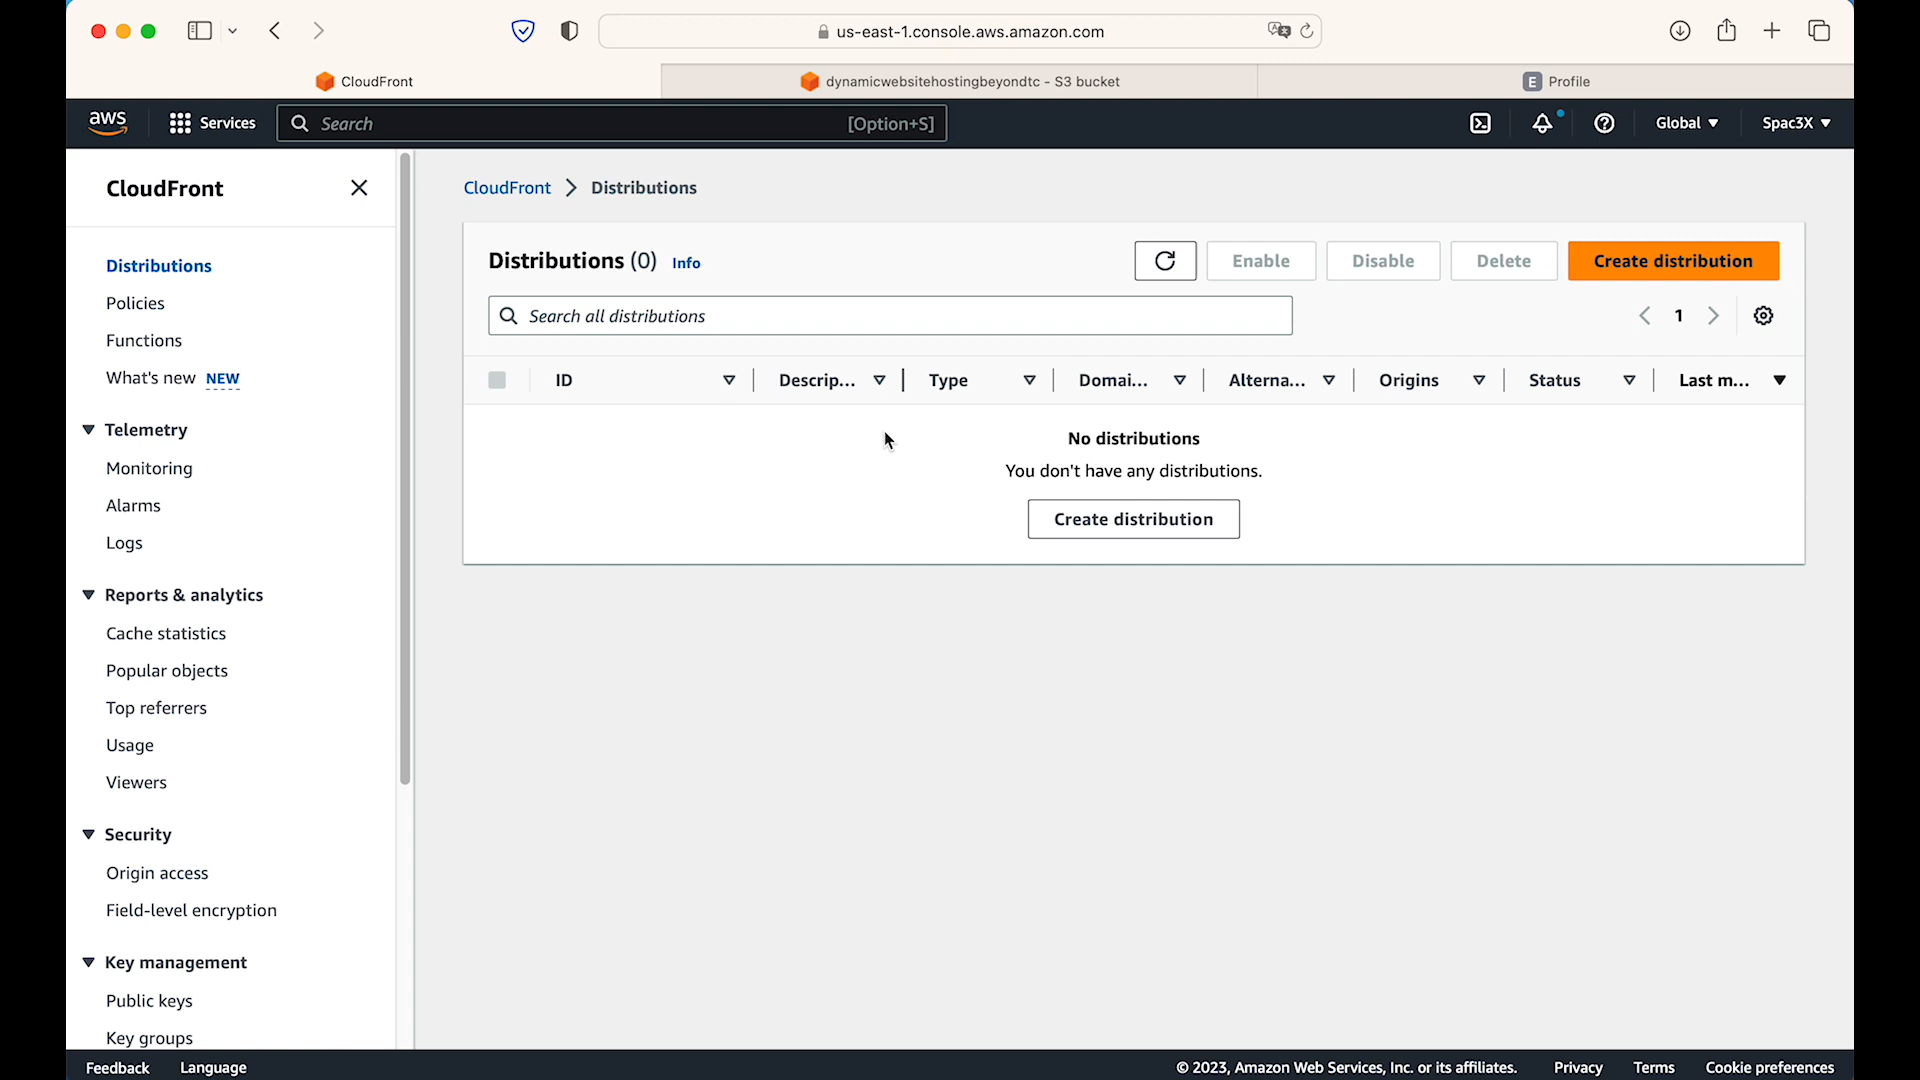 us-east-1.console.aws.amazon.com
CloudFront
dynamicwebsitehostingbeyondtc - S3 bucket
E Profile
aws
Services
Search
[Option+S]
Global
Spac3X
CloudFront
Distributions
Policies
Functions
What's new NEW
Telemetry
Monitoring
Alarms
Logs
Reports & analytics
Cache statistics
Popular objects
Top referrers
Usage
Viewers
Security
Origin access
Field-level encryption
Key management
Public keys
Key groups
CloudFront > Distributions
Distributions (0) Info
Enable
Disable
Delete
Create distribution
Search all distributions
1
ID
Descrip...
Type
Domai...
Alterna...
Origins
Status
Last m...
No distributions
You don't have any distributions.
Create distribution
Feedback
Language
© 2023, Amazon Web Services, Inc. or its affiliates.
Privacy
Terms
Cookie preferences